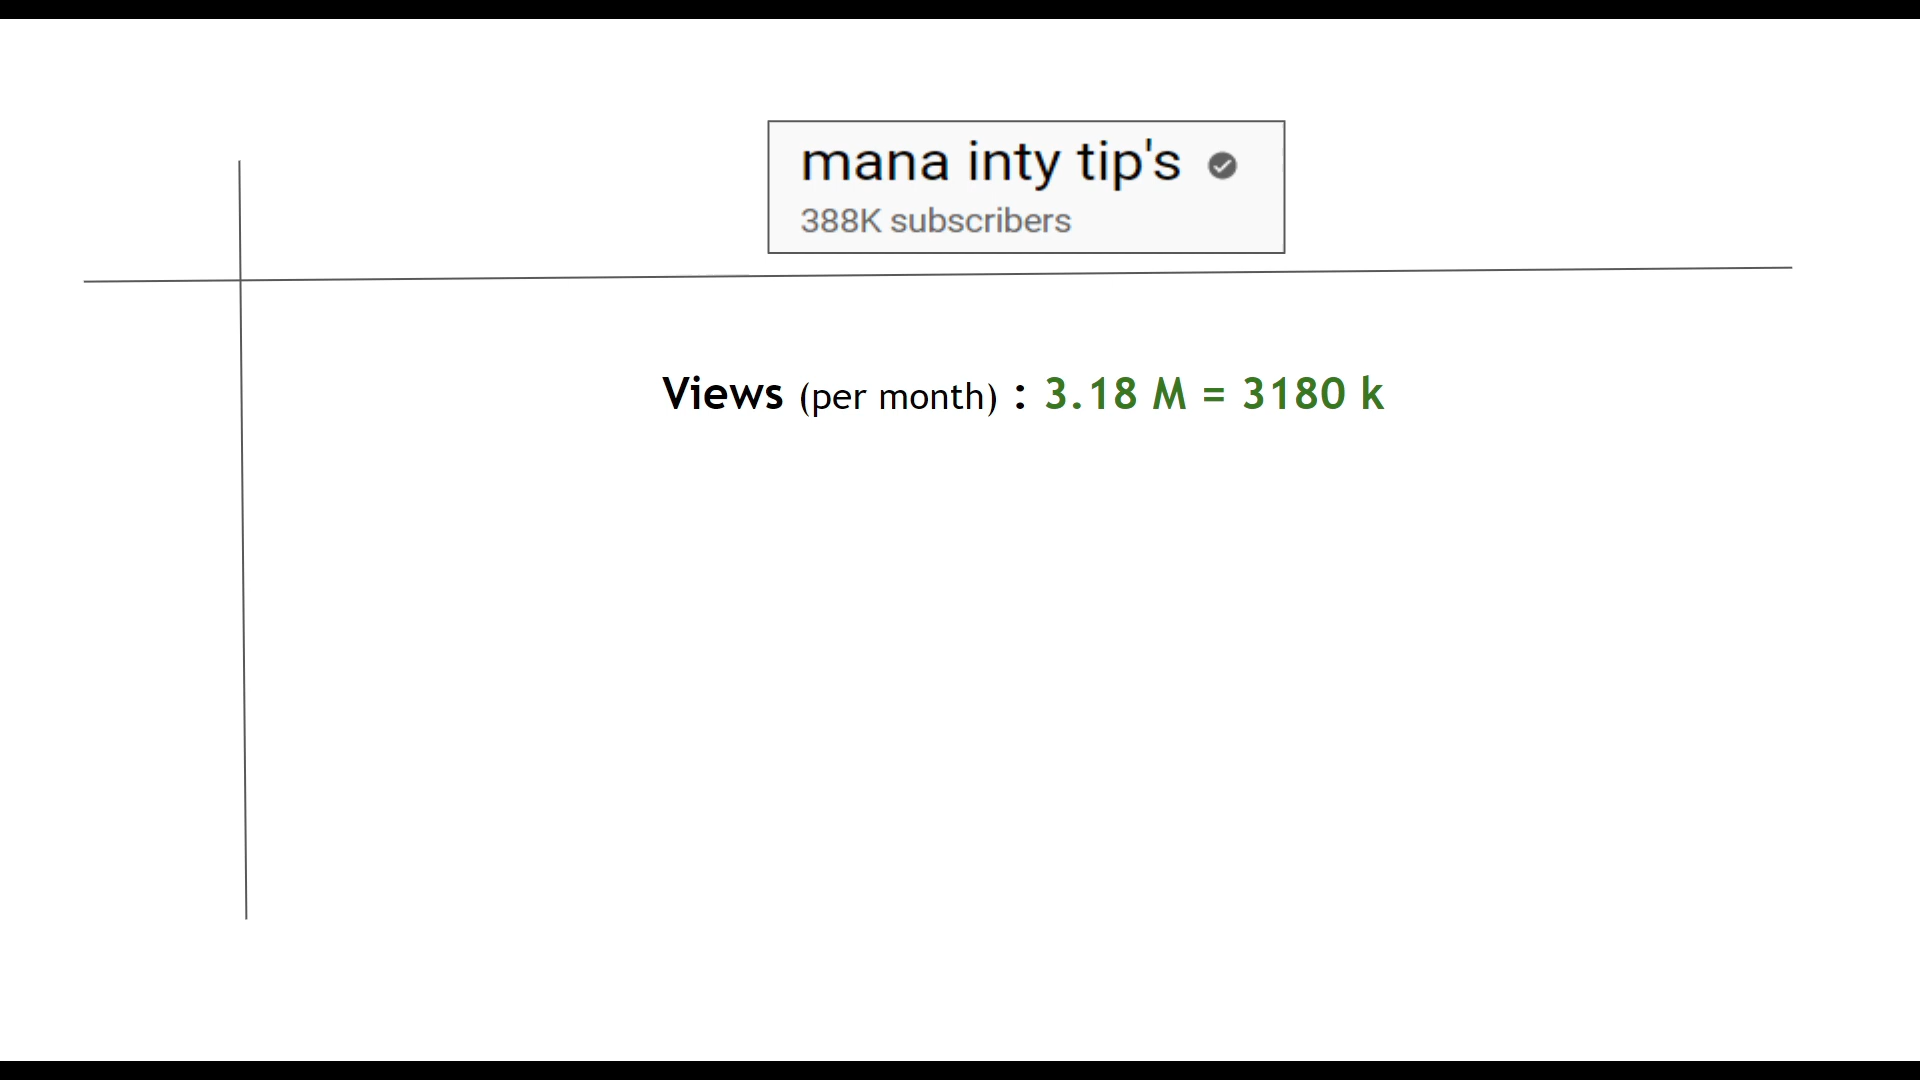 mana inty tip's
388K subscribers
Views (per month) : 3.18 M = 3180 k